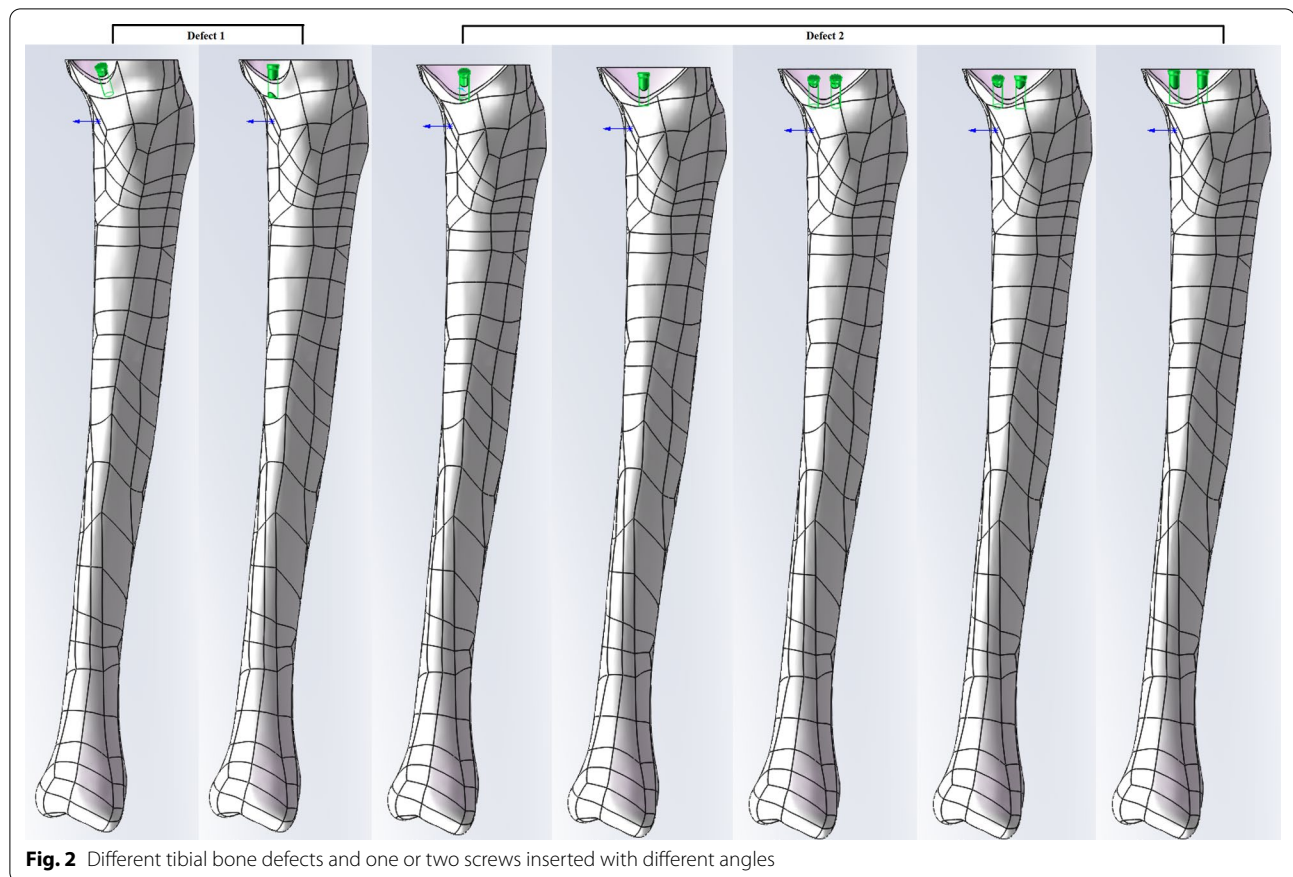 Defect 1
Defect 2
Fig. 2 Different tibial bone defects and one or two screws inserted with different angles